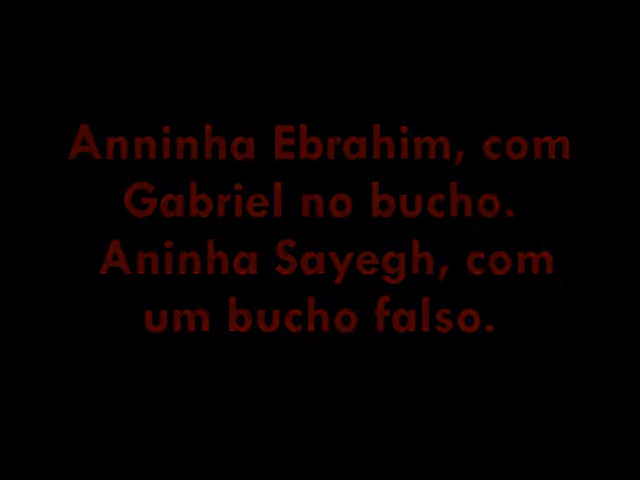 Anninha Ebrahim, com
Gabriel no bucho.
Aninha Sayegh, com
um bucho falso.